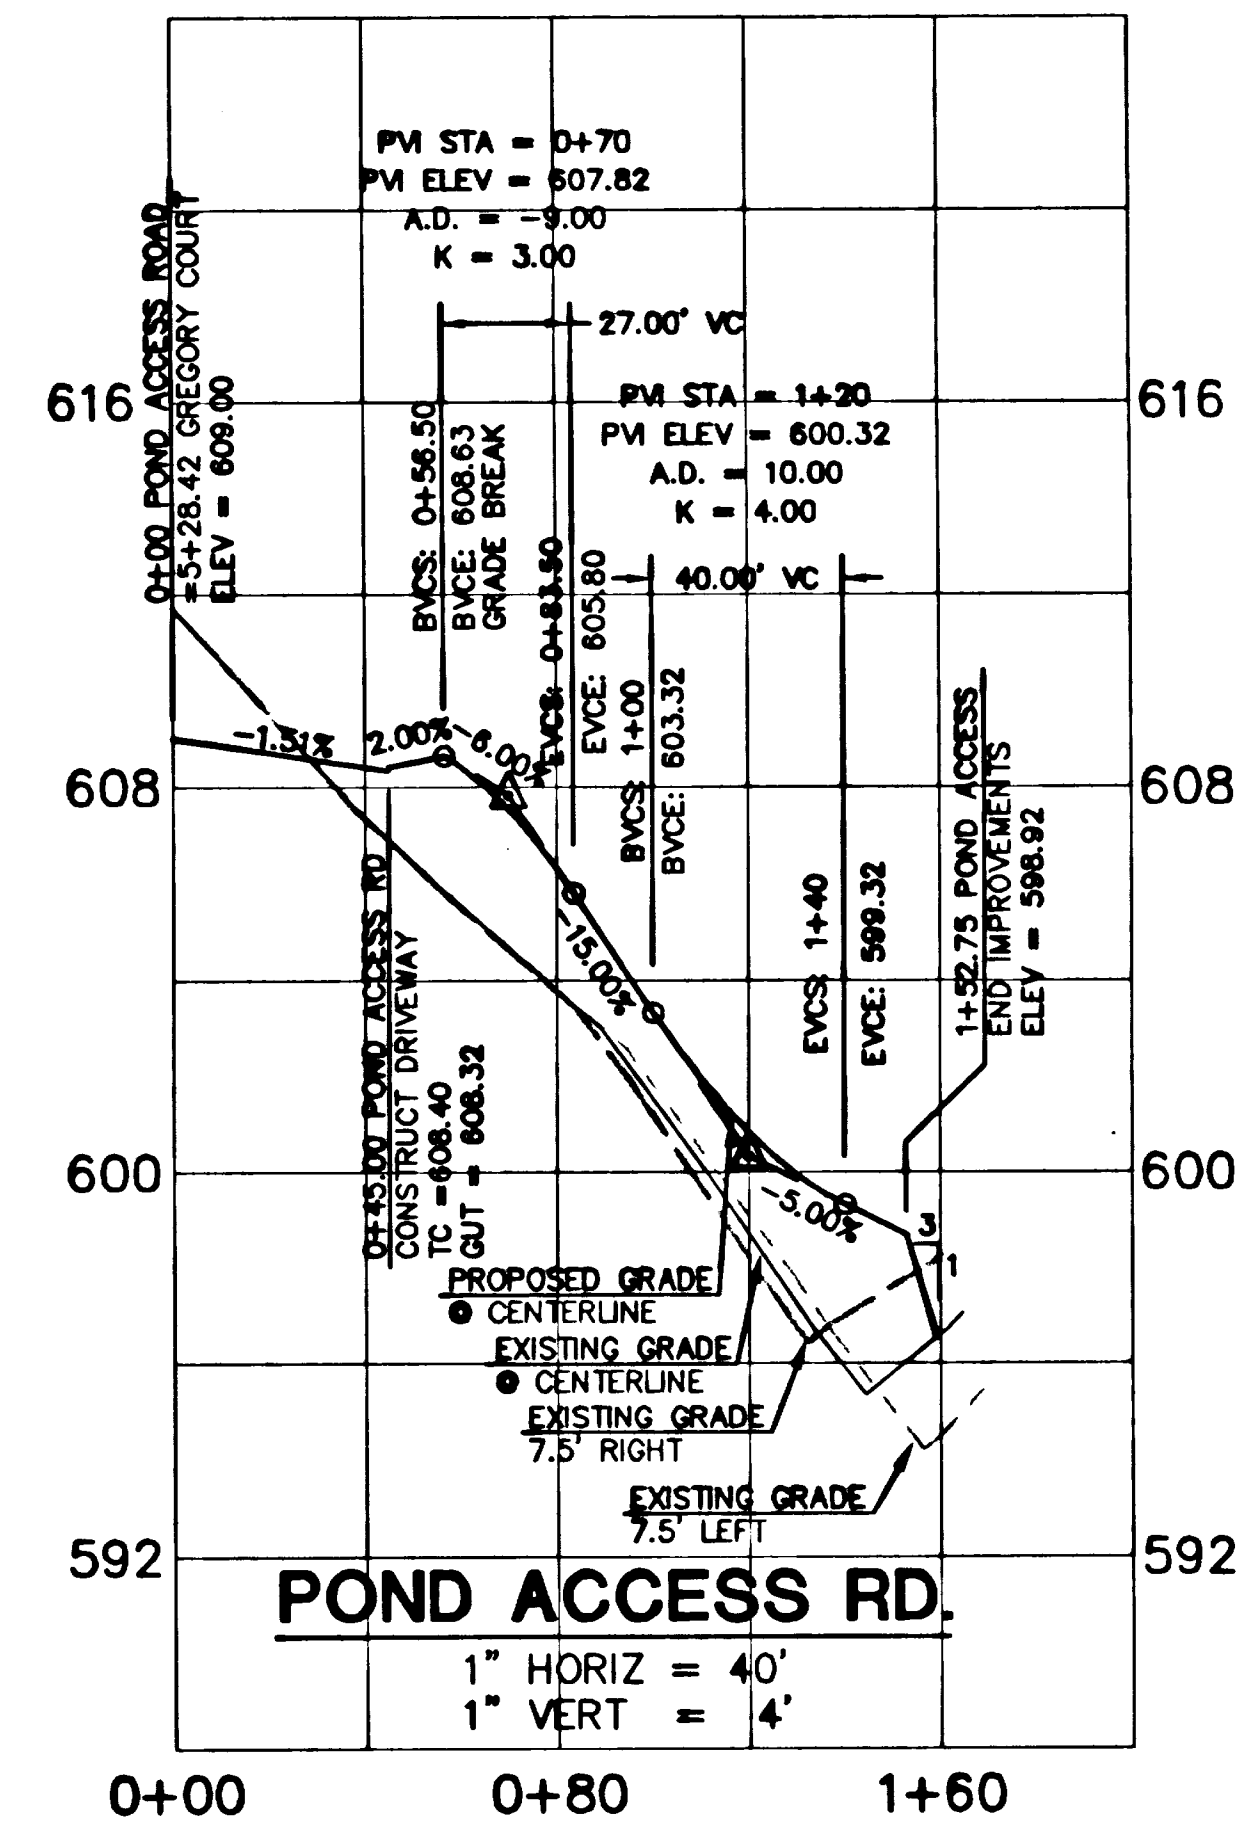 PVI STA = 0+70
PVI ELEV = 607.82
A.D. = -9.00
K = 3.00
27.00' VC
0+00 POND ACCESS ROAD
=5+28.42 GREGORY COURT
ELEV = 609.00
616
616
PVI STA = 1+20
PVI ELEV = 600.32
A.D. = 10.00
K = 4.00
40.00' VC
BVCS: 0+56.50
BVCE: 608.63
GRADE BREAK
EVCS: 0+83.50
EVCE: 605.80
BVCS: 1+00
BVCE: 603.32
-1.51%
2.00%
-6.00%
608
608
1+52.75 POND ACCESS
END IMPROVEMENTS
ELEV = 598.92
0+45.00 POND ACCESS RD
CONSTRUCT DRIVEWAY
TC =608.40
GUT = 608.32
-15.00%
EVCS: 1+40
EVCE: 599.32
600
600
-5.00%
3
1
PROPOSED GRADE
@ CENTERLINE
EXISTING GRADE
@ CENTERLINE
EXISTING GRADE
7.5' RIGHT
EXISTING GRADE
7.5' LEFT
592
592
POND ACCESS RD.
1" HORIZ = 40'
1" VERT = 4'
0+00
0+80
1+60